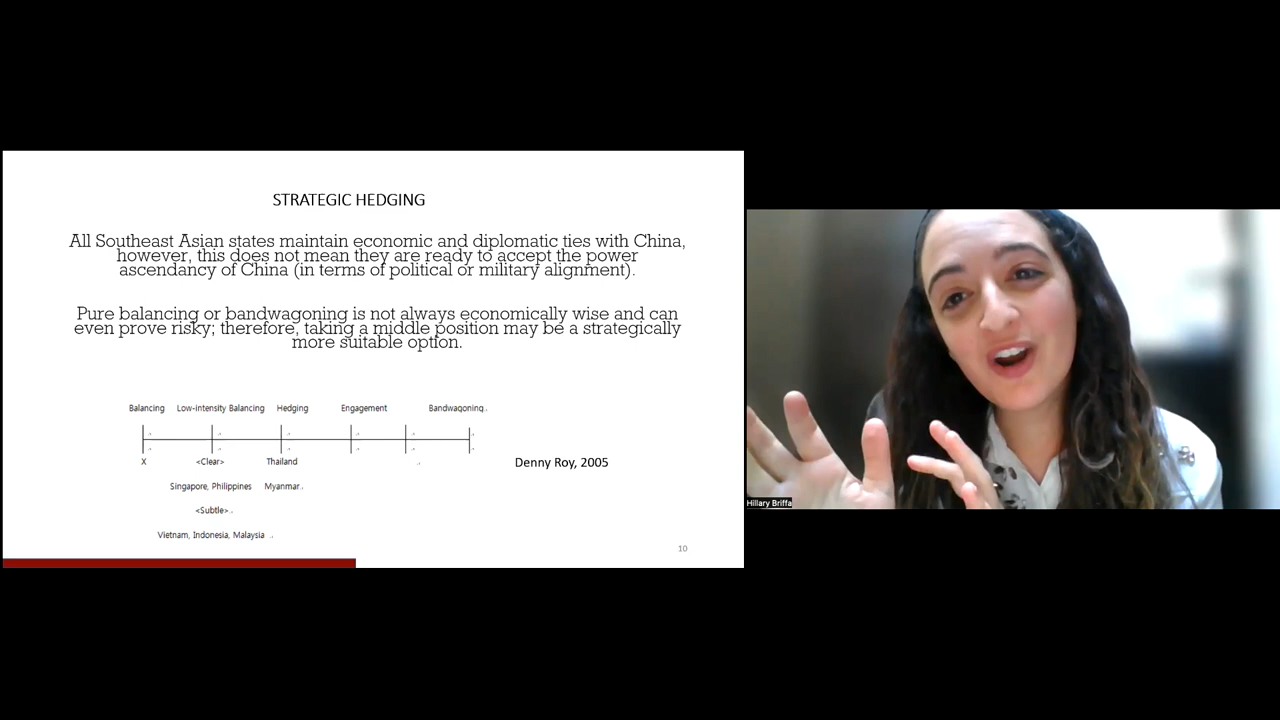 STRATEGIC HEDGING
All Southeast Asian states maintain economic and diplomatic ties with China,
however, this does not mean they are ready to accept the power
ascendancy of China (in terms of political or military alignment).
Pure balancing or bandwagoning is not always economically wise and can
even prove risky; therefore, taking a middle position may be a strategically
more suitable option.
Balancing Low-intensity Balancing Hedging Engagement Bandwagoning
X <Clear> Thailand
Denny Roy, 2005
Singapore, Philippines Myanmar
<Subtle>
Vietnam, Indonesia, Malaysia
10
Hillary Briffa